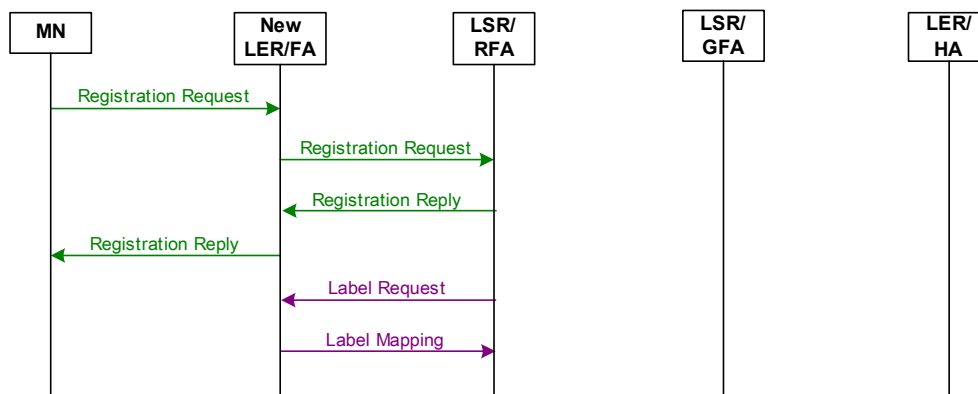 MN
New
LER/FA
LSR/
RFA
LSR/
GFA
LER/
HA
Registration Request
Registration Request
Registration Reply
Registration Reply
Label Request
Label Mapping